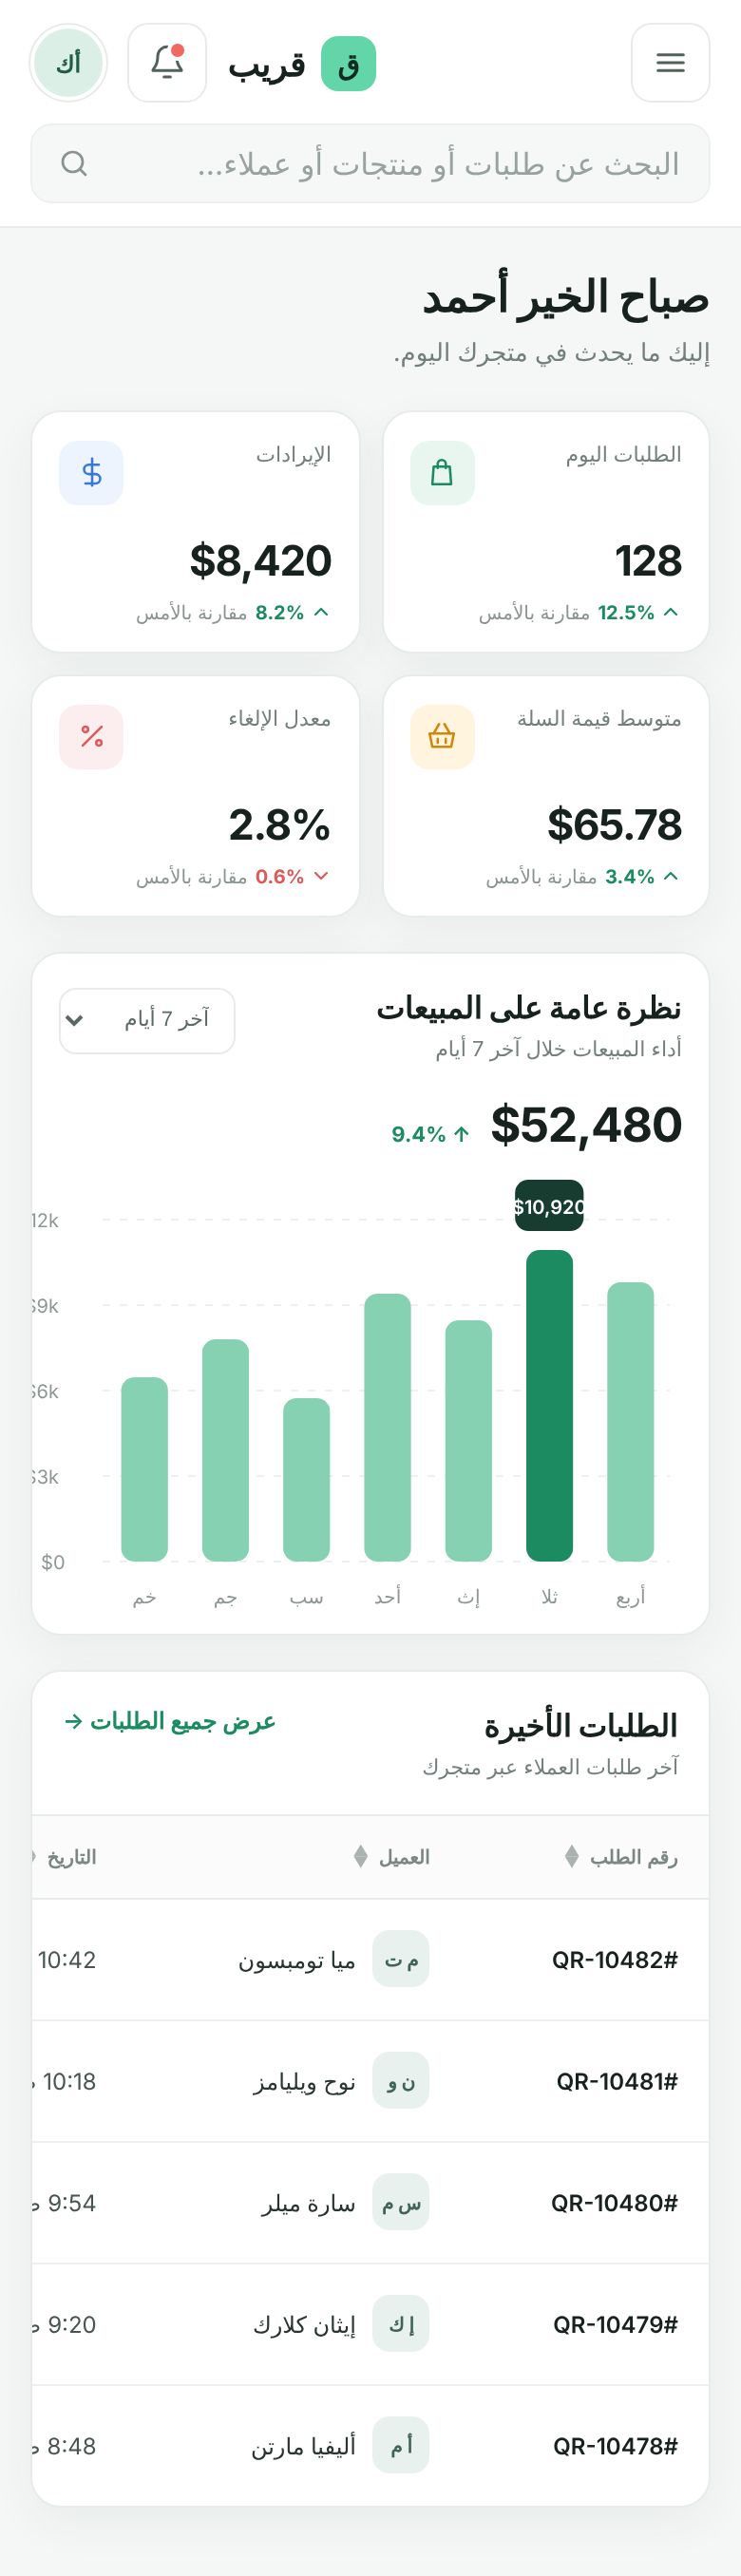 ق قريب
أك
البحث عن طلبات أو منتجات أو عملاء...
صباح الخير أحمد
إليك ما يحدث في متجرك اليوم.
الطلبات اليوم
128
12.5% مقارنة بالأمس
الإيرادات
$8,420
8.2% مقارنة بالأمس
متوسط قيمة السلة
$65.78
3.4% مقارنة بالأمس
معدل الإلغاء
2.8%
0.6% مقارنة بالأمس
نظرة عامة على المبيعات
آخر 7 أيام
أداء المبيعات خلال آخر 7 أيام
$52,480 ↑ 9.4%
$10,920
12k
$9k
$6k
$3k
$0
أربع ثلا إث أحد سب جم خم
الطلبات الأخيرة
عرض جميع الطلبات →
آخر طلبات العملاء عبر متجرك
رقم الطلب العميل التاريخ
QR-10482# م ت ميا تومبسون 10:42
QR-10481# ن و نوح ويليامز 10:18
QR-10480# س م سارة ميلر 9:54
QR-10479# إ ك إيثان كلارك 9:20
QR-10478# أ م أليفيا مارتن 8:48